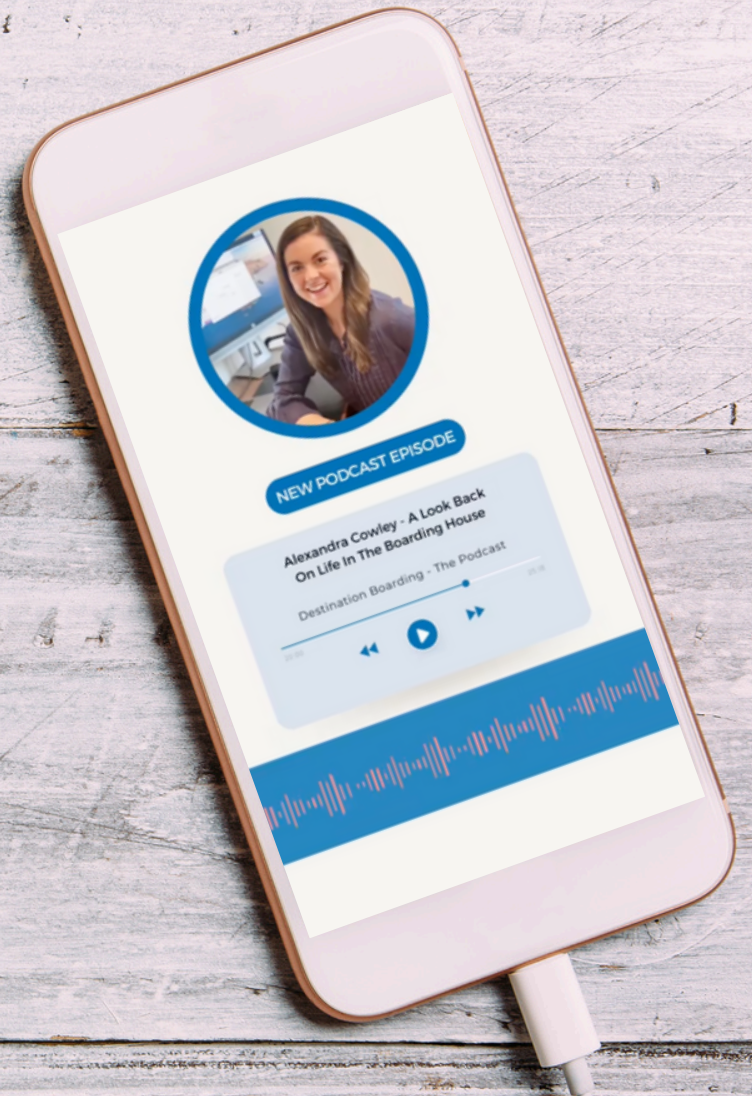 NEW PODCAST EPISODE
Alexandra Cowley - A Look Back
On Life In The Boarding House
Destination Boarding - The Podcast